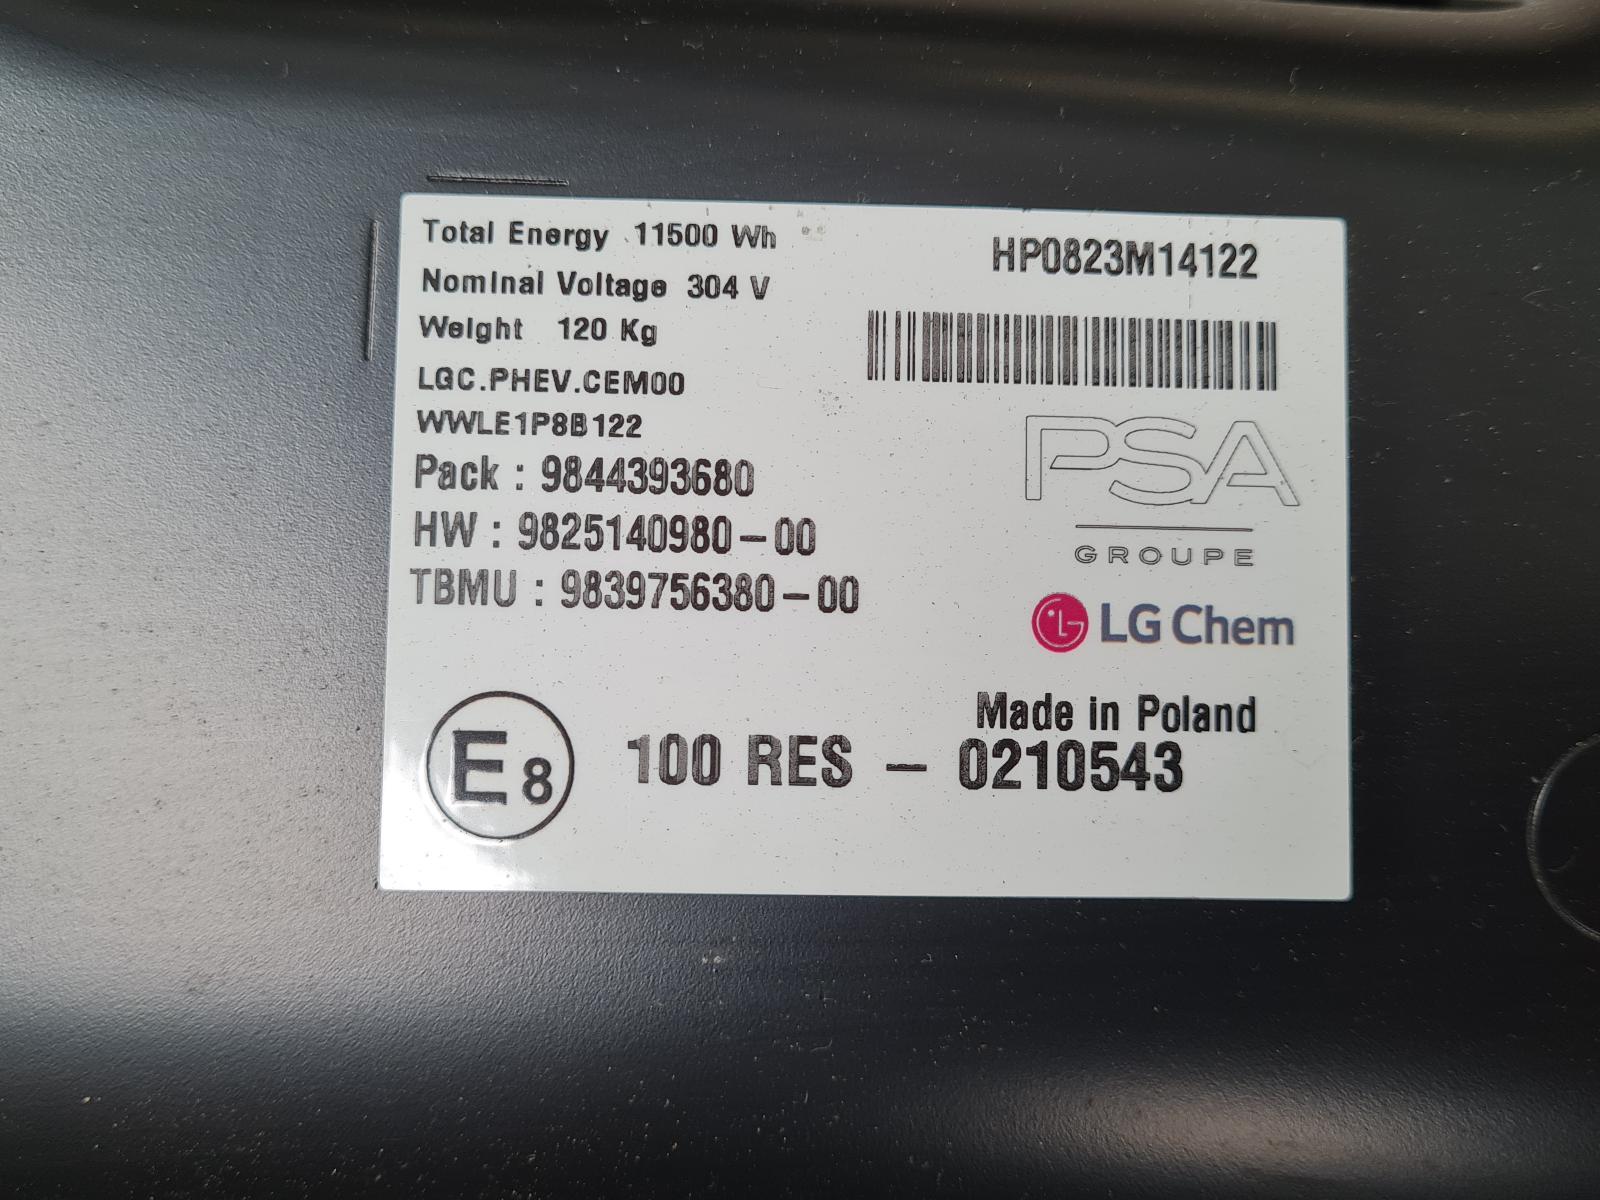 Total Energy 11500 Wh
Nominal Voltage 304 V
Weight 120 Kg
LGC.PHEV.CEM00
WWLE1P8B122
Pack : 9844393680
HW : 9825140980-00
TBMU : 9839756380-00
HP0823M14122
PSA
GROUPE
LG LG Chem
Made in Poland
E8 100 RES - 0210543